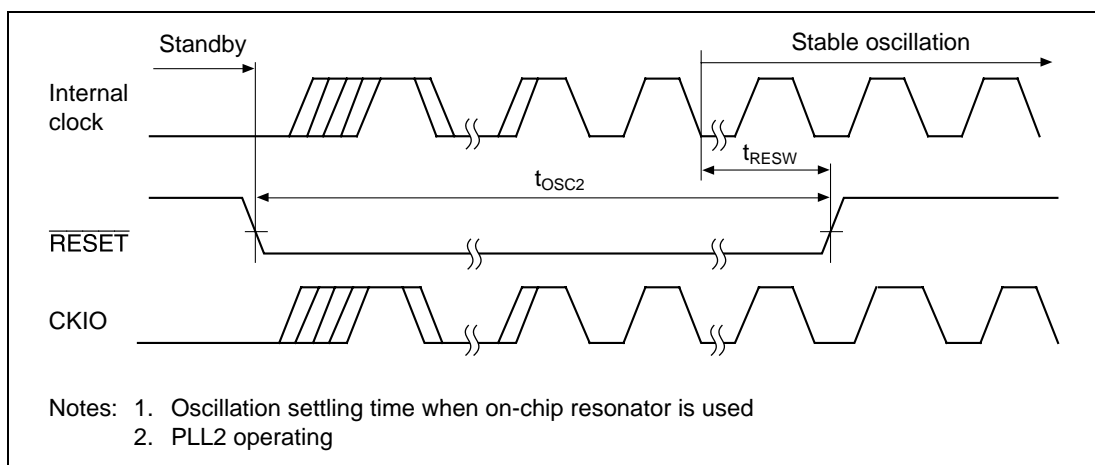 Standby
Stable oscillation
Internal
clock
tRESW
tOSC2
RESET
CKIO
Notes: 1. Oscillation settling time when on-chip resonator is used
2. PLL2 operating